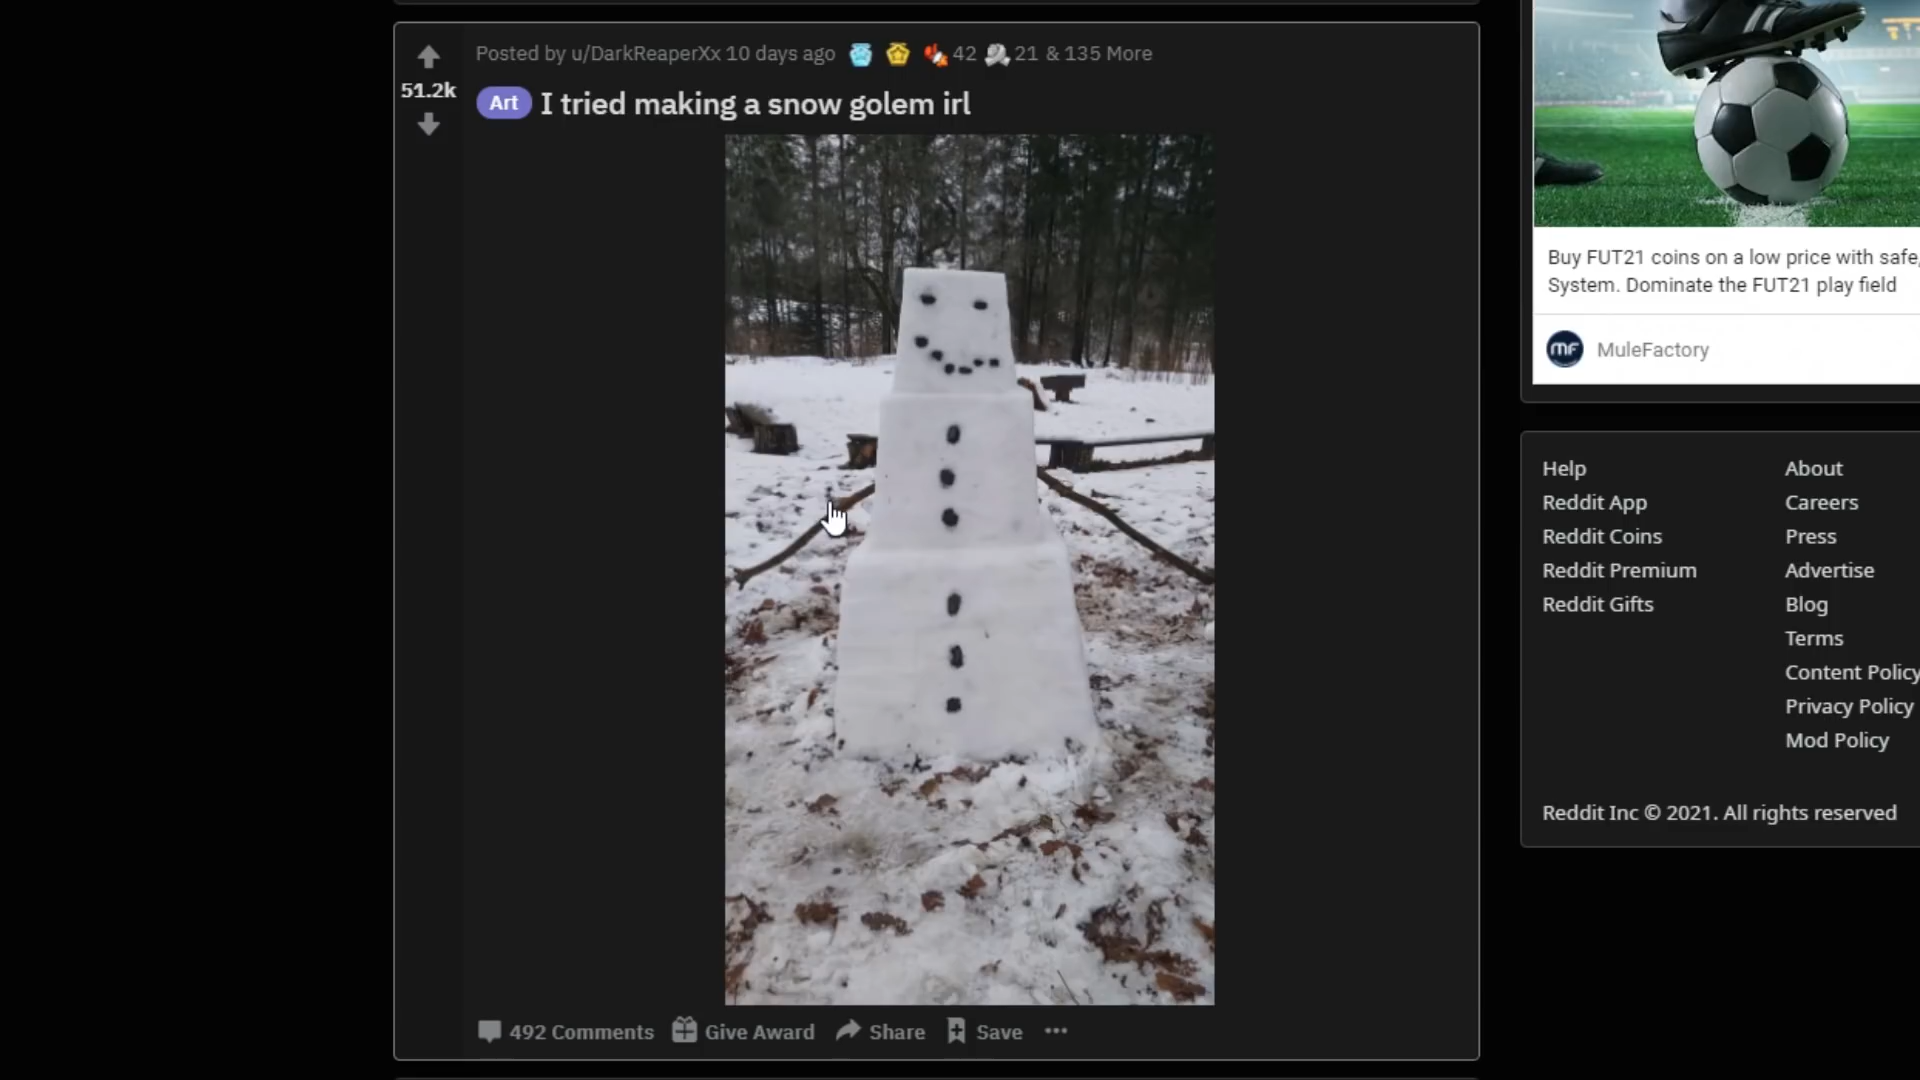 Posted by u/DarkReaperXx 10 days ago 42 21 & 135 More
51.2k
Art I tried making a snow golem irl
492 Comments Give Award Share Save
Buy FUT21 coins on a low price with safe,
System. Dominate the FUT21 play field
MF MuleFactory
Help About
Reddit App Careers
Reddit Coins Press
Reddit Premium Advertise
Reddit Gifts Blog
Terms
Content Policy
Privacy Policy
Mod Policy
Reddit Inc © 2021. All rights reserved